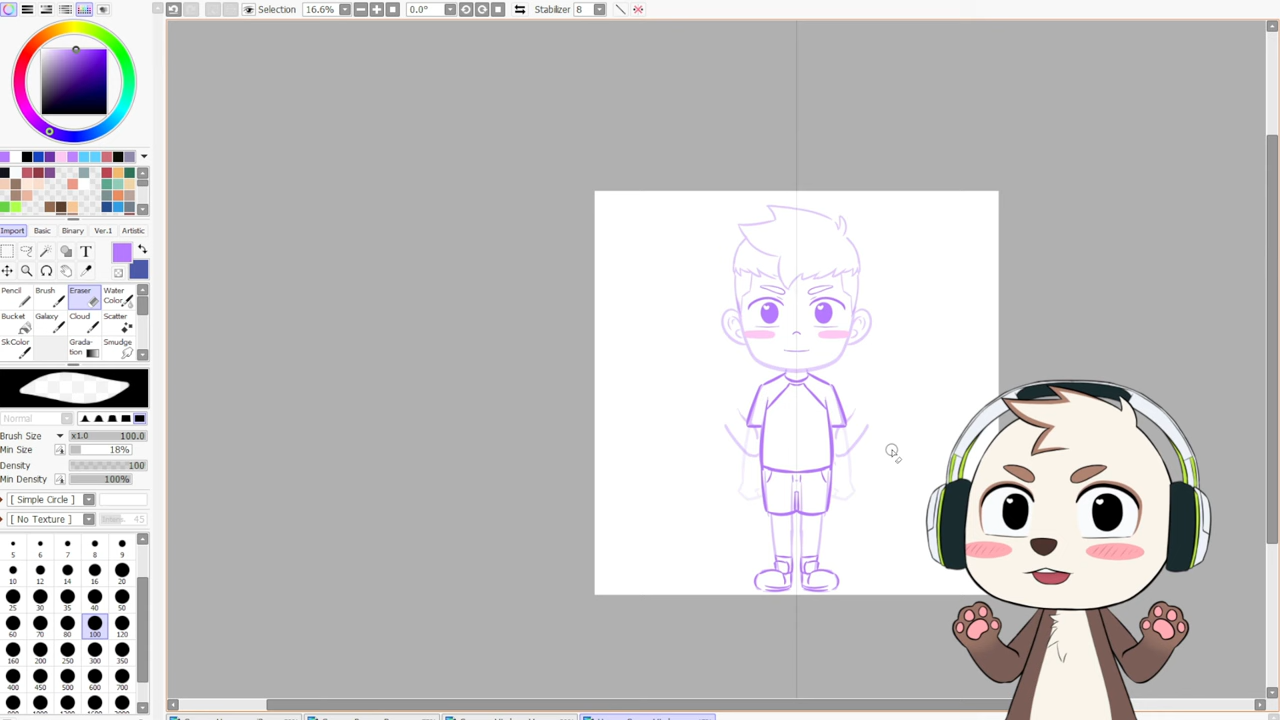 Selection 16.6% 0.0° Stabilizer 8
Import Basic Binary Ver.1 Artistic
T
Pencil Brush Eraser Water
Color
Bucket Galaxy Cloud Scatter
SkColor Grada- Smudge
tion
Normal
Brush Size x1.0 100.0
Min Size 18%
Density 100
Min Density 100%
[ Simple Circle ]
[ No Texture ] 45
5 6 7 8 9
10 12 14 16 20
25 30 35 40 50
60 70 80 100 120
160 200 250 300 350
400 450 500 600 700